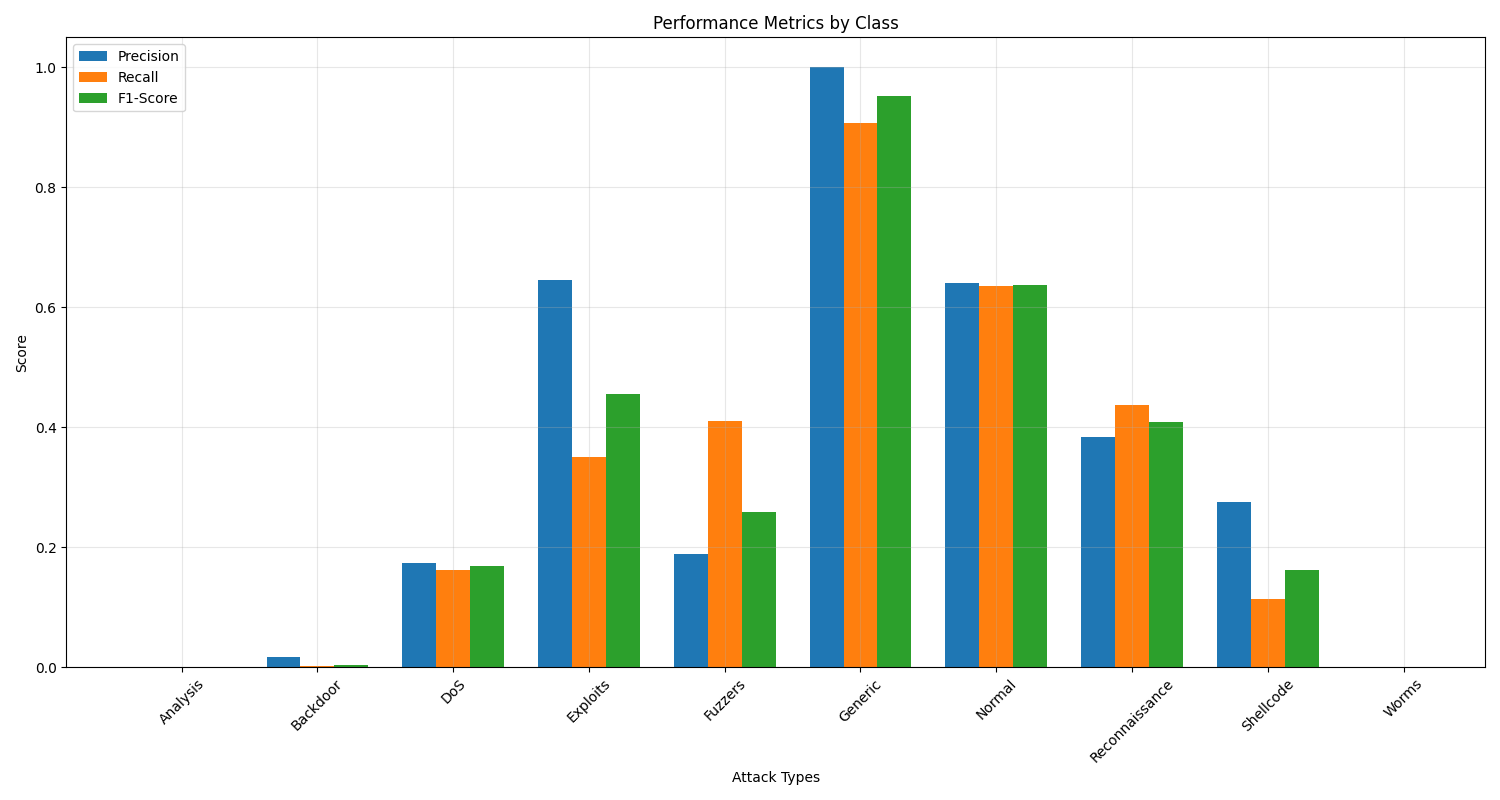 Performance Metrics by Class
Precision
Recall
F1-Score
1.0
0.8
0.6
0.4
0.2
0.0
Score
Analysis
Backdoor
DoS
Exploits
Fuzzers
Generic
Normal
Reconnaissance
Shellcode
Worms
Attack Types